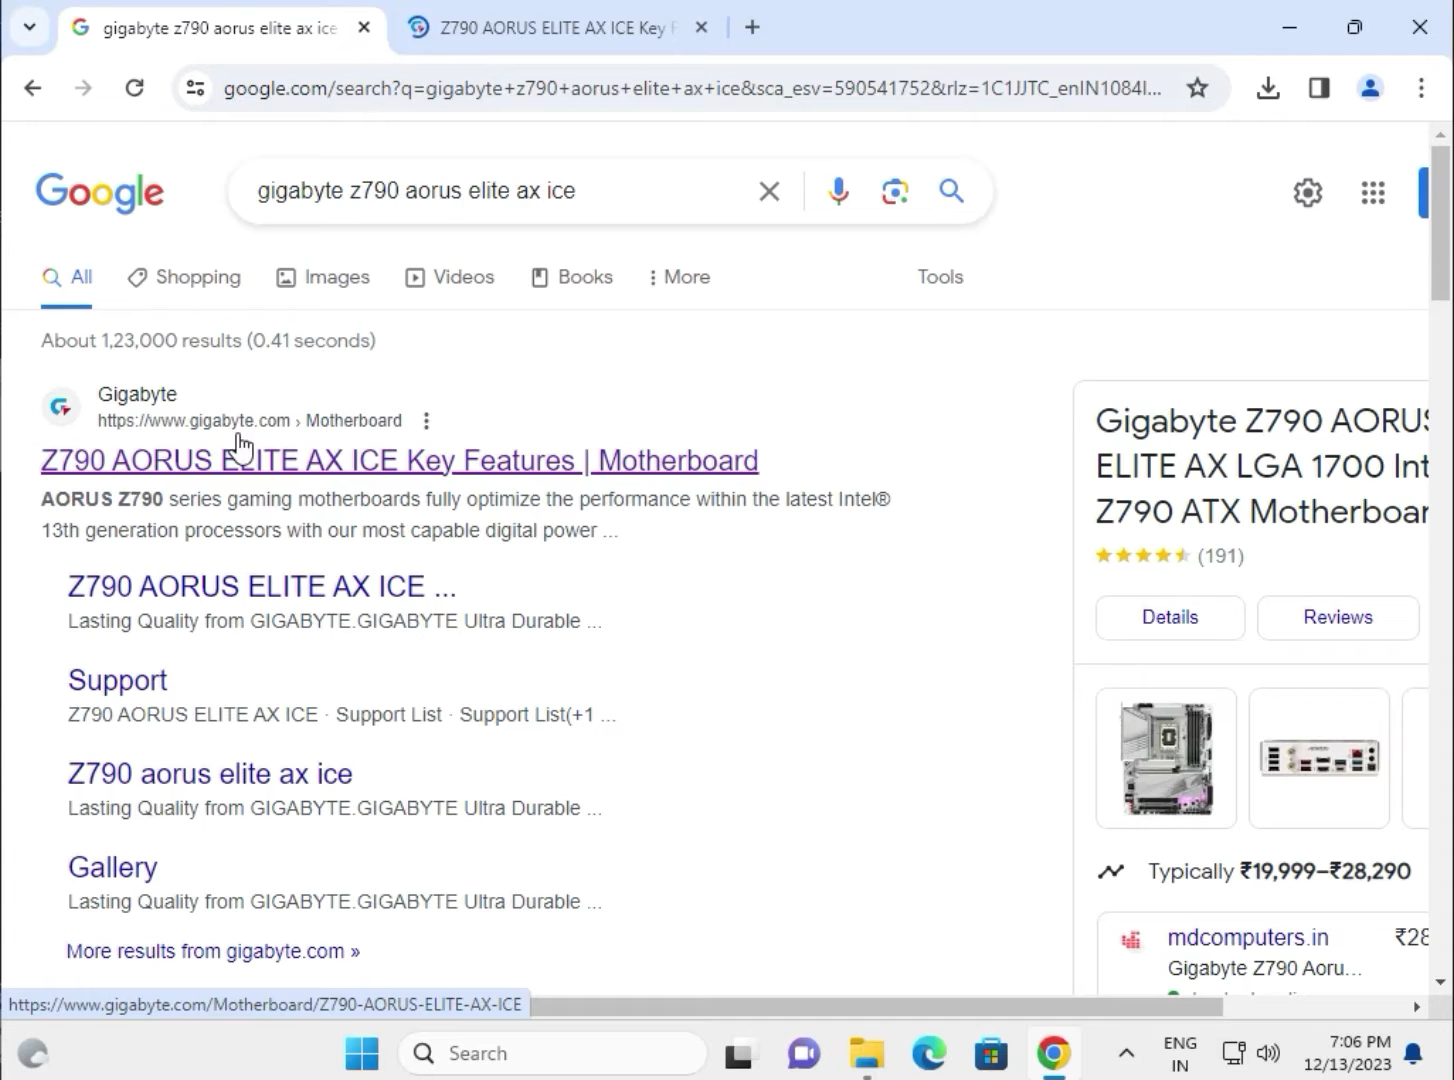 gigabyte z790 aorus elite ax ice
Z790 AORUS ELITE AX ICE Key F
google.com/search?q=gigabyte+z790+aorus+elite+ax+ice&sca_esv=590541752&rlz=1C1JJTC_enIN1084I...
Google
gigabyte z790 aorus elite ax ice
All
Shopping
Images
Videos
Books
More
Tools
About 1,23,000 results (0.41 seconds)
Gigabyte
https://www.gigabyte.com › Motherboard
Z790 AORUS ELITE AX ICE Key Features | Motherboard
AORUS Z790 series gaming motherboards fully optimize the performance within the latest Intel®
13th generation processors with our most capable digital power ...
Z790 AORUS ELITE AX ICE ...
Lasting Quality from GIGABYTE.GIGABYTE Ultra Durable ...
Support
Z790 AORUS ELITE AX ICE · Support List · Support List(+1 ...
Z790 aorus elite ax ice
Lasting Quality from GIGABYTE.GIGABYTE Ultra Durable ...
Gallery
Lasting Quality from GIGABYTE.GIGABYTE Ultra Durable ...
More results from gigabyte.com »
Gigabyte Z790 AORUS
ELITE AX LGA 1700 Int
Z790 ATX Motherboar
(191)
Details
Reviews
Typically ₹19,999–₹28,290
mdcomputers.in
₹28
Gigabyte Z790 Aoru...
https://www.gigabyte.com/Motherboard/Z790-AORUS-ELITE-AX-ICE
Search
ENG
IN
7:06 PM
12/13/2023